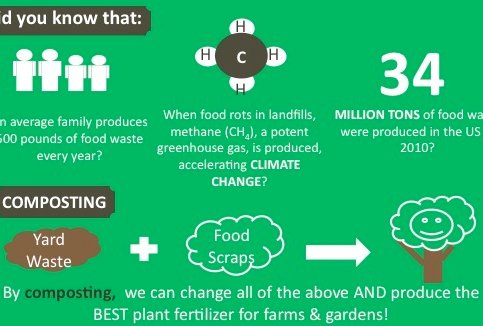 id you know that:
n average family produces
500 pounds of food waste
every year?
H
H C H
H
When food rots in landfills,
methane (CH₄), a potent
greenhouse gas, is produced,
accelerating CLIMATE
CHANGE?
34
MILLION TONS of food wa
were produced in the US
2010?
COMPOSTING
Yard
Waste
+
Food
Scraps
By composting, we can change all of the above AND produce the
BEST plant fertilizer for farms & gardens!